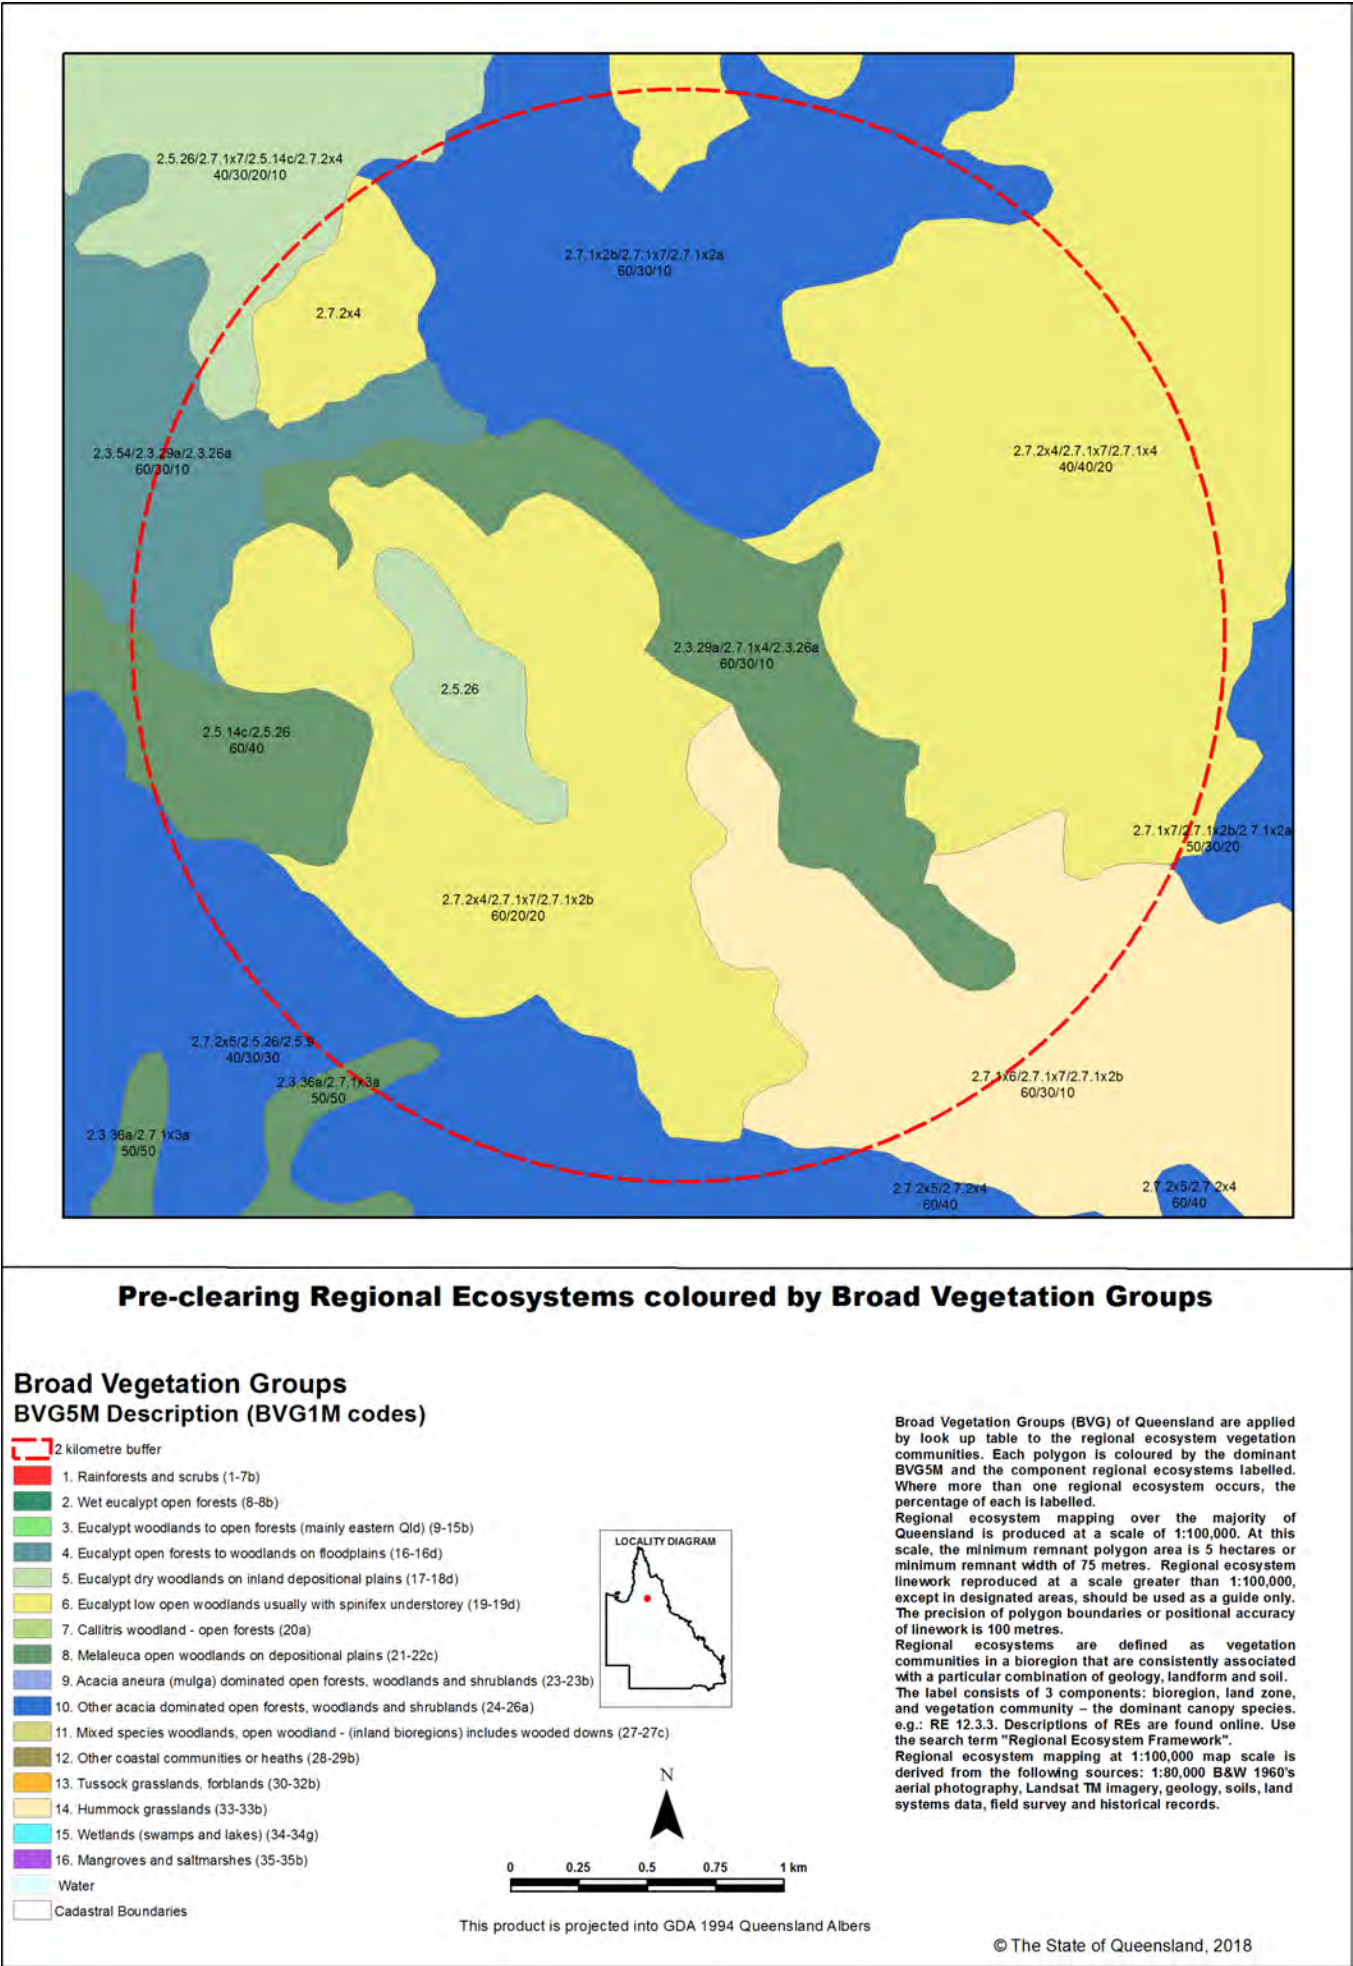 2.5.26/2.7.1x7/2.5.14c/2.7.2x4
40/30/20/10
2.7.1x2b/2.7.1x7/2.7.1x2a
60/30/10
2.7.2x4
2.3.54/2.3.29a/2.3.26a
60/30/10
2.7.2x4/2.7.1x7/2.7.1x4
40/40/20
2.3.29a/2.7.1x4/2.3.26a
60/30/10
2.5.26
2.5.14c/2.5.26
60/40
2.7.1x7/2.7.1x2b/2.7.1x2a
50/30/20
2.7.2x4/2.7.1x7/2.7.1x2b
60/20/20
2.7.2x5/2.5.26/2.5.9
40/30/30
2.3.36a/2.7.1x3a
50/50
2.7.1x6/2.7.1x7/2.7.1x2b
60/30/10
2.3.36a/2.7.1x3a
50/50
2.7.2x5/2.7.2x4
60/40
2.7.2x5/2.7.2x4
60/40
Pre-clearing Regional Ecosystems coloured by Broad Vegetation Groups
Broad Vegetation Groups
BVG5M Description (BVG1M codes)
2 kilometre buffer
1. Rainforests and scrubs (1-7b)
2. Wet eucalypt open forests (8-8b)
3. Eucalypt woodlands to open forests (mainly eastern Qld) (9-15b)
4. Eucalypt open forests to woodlands on floodplains (16-16d)
5. Eucalypt dry woodlands on inland depositional plains (17-18d)
6. Eucalypt low open woodlands usually with spinifex understorey (19-19d)
7. Callitris woodland - open forests (20a)
8. Melaleuca open woodlands on depositional plains (21-22c)
9. Acacia aneura (mulga) dominated open forests, woodlands and shrublands (23-23b)
10. Other acacia dominated open forests, woodlands and shrublands (24-26a)
11. Mixed species woodlands, open woodland - (inland bioregions) includes wooded downs (27-27c)
12. Other coastal communities or heaths (28-29b)
13. Tussock grasslands, forblands (30-32b)
14. Hummock grasslands (33-33b)
15. Wetlands (swamps and lakes) (34-34g)
16. Mangroves and saltmarshes (35-35b)
Water
Cadastral Boundaries
LOCALITY DIAGRAM
N
0 0.25 0.5 0.75 1 km
This product is projected into GDA 1994 Queensland Albers
Broad Vegetation Groups (BVG) of Queensland are applied
by look up table to the regional ecosystem vegetation
communities. Each polygon is coloured by the dominant
BVG5M and the component regional ecosystems labelled.
Where more than one regional ecosystem occurs, the
percentage of each is labelled.
Regional ecosystem mapping over the majority of
Queensland is produced at a scale of 1:100,000. At this
scale, the minimum remnant polygon area is 5 hectares or
minimum remnant width of 75 metres. Regional ecosystem
linework reproduced at a scale greater than 1:100,000,
except in designated areas, should be used as a guide only.
The precision of polygon boundaries or positional accuracy
of linework is 100 metres.
Regional ecosystems are defined as vegetation
communities in a bioregion that are consistently associated
with a particular combination of geology, landform and soil.
The label consists of 3 components: bioregion, land zone,
and vegetation community – the dominant canopy species.
e.g.: RE 12.3.3. Descriptions of REs are found online. Use
the search term "Regional Ecosystem Framework".
Regional ecosystem mapping at 1:100,000 map scale is
derived from the following sources: 1:80,000 B&W 1960's
aerial photography, Landsat TM imagery, geology, soils, land
systems data, field survey and historical records.
© The State of Queensland, 2018